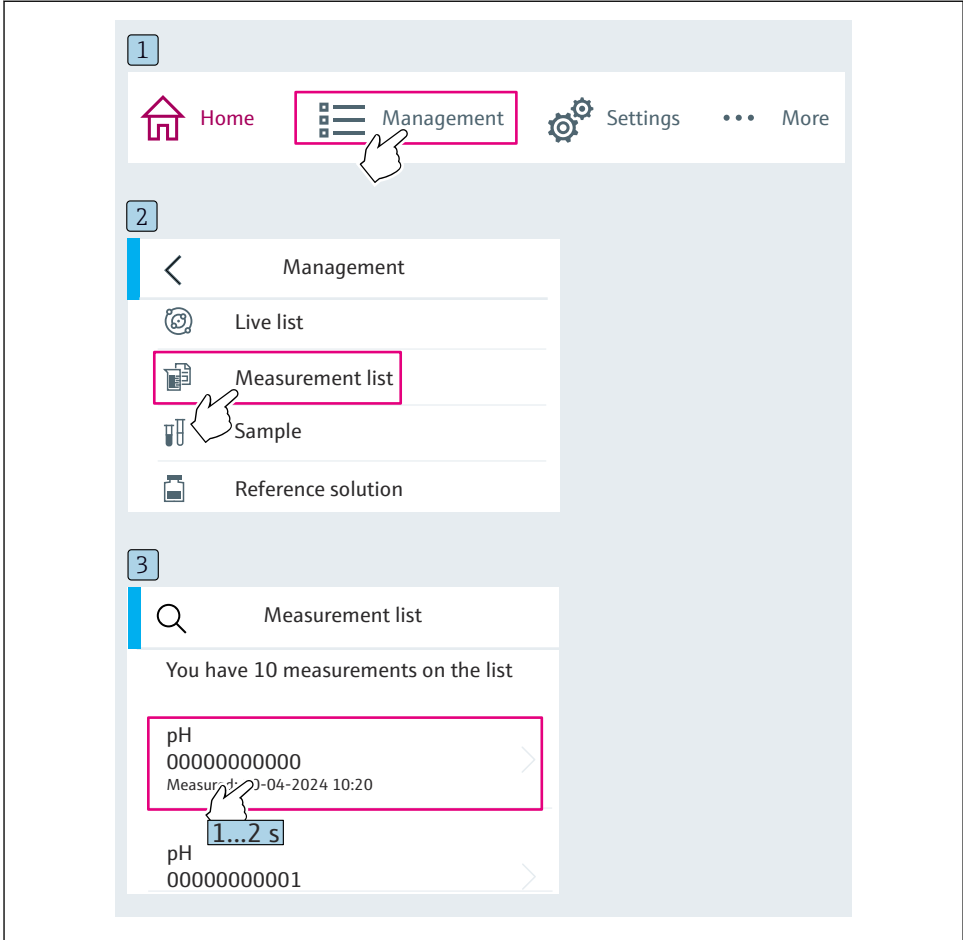 1
Home Management Settings ••• More
2
Management
Live list
Measurement list
Sample
Reference solution
3
Measurement list
You have 10 measurements on the list
pH
00000000000
0-04-2024 10:20
1...2 s
pH
00000000001